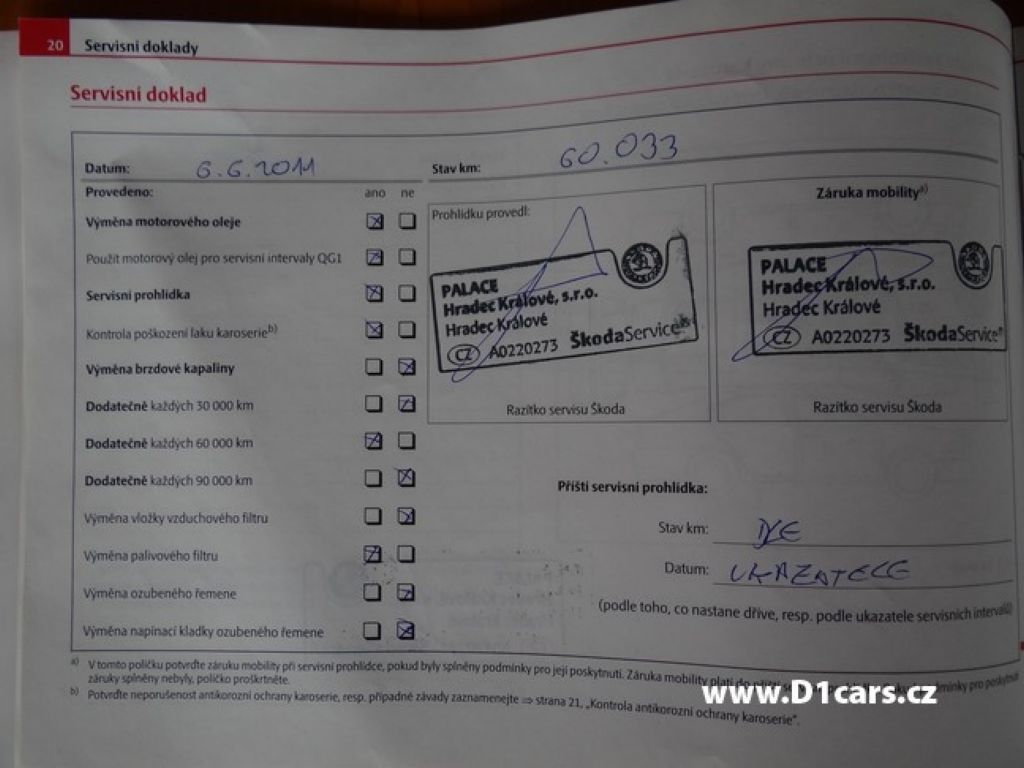 20 Servisní doklady
Servisní doklad
Datum: 6.6.2011 Stav km: 60.033
Provedeno: ano ne
Výměna motorového oleje
Použit motorový olej pro servisní intervaly QG1
Servisní prohlídka
Kontrola poškození laku karoserie b)
Výměna brzdové kapaliny
Dodatečně každých 30 000 km
Dodatečně každých 60 000 km
Dodatečně každých 90 000 km
Výměna vložky vzduchového filtru
Výměna palivového filtru
Výměna ozubeného řemene
Výměna napínací kladky ozubeného řemene
Prohlídku provedl:
PALACE
Hradec Králové, s.r.o.
Hradec Králové
CZ A0220273 ŠkodaService®
Razítko servisu Škoda
Záruka mobility a)
PALACE
Hradec Králové, s.r.o.
Hradec Králové
CZ A0220273 ŠkodaService®
Razítko servisu Škoda
Příští servisní prohlídka:
Stav km: DLE
Datum: UKAZATELE
(podle toho, co nastane dříve, resp. podle ukazatele servisních intervalů)
a) V tomto políčku potvrďte záruku mobility při servisní prohlídce, pokud byly splněny podmínky pro její poskytnutí. Záruka mobility platí do příští podmínky pro poskytnutí
záruky splněny nebyly, políčko proškrtněte.
b) Potvrďte neporušenost antikorozní ochrany karoserie, resp. případné závady zaznamenejte ⇒ strana 21, „Kontrola antikorozní ochrany karoserie“.
www.D1cars.cz